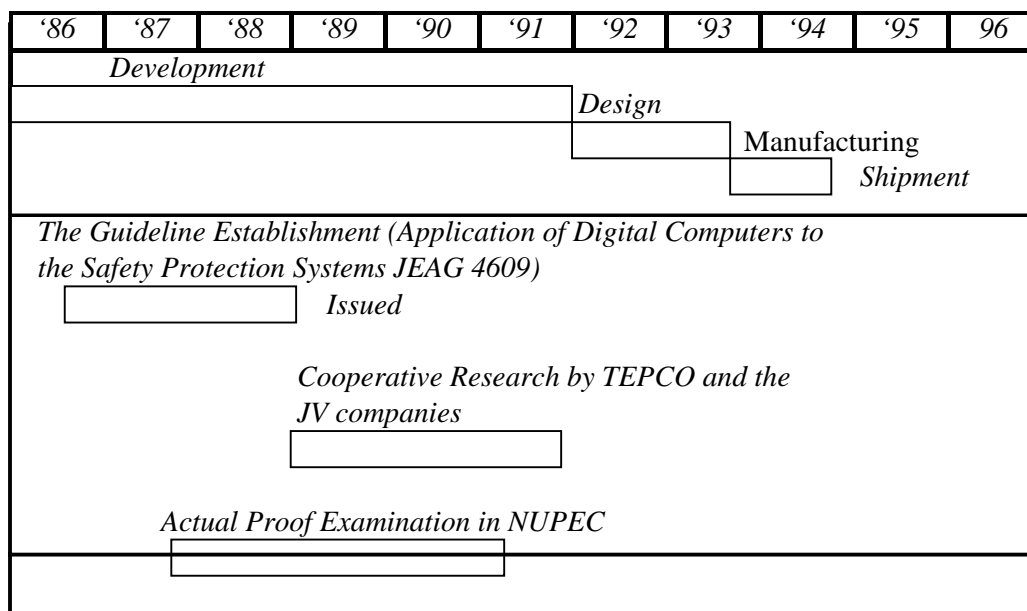 ‘86 ‘87 ‘88 ‘89 ‘90 ‘91 ‘92 ‘93 ‘94 ‘95 96
Development
Design
Manufacturing
Shipment
The Guideline Establishment (Application of Digital Computers to
the Safety Protection Systems JEAG 4609)
Issued
Cooperative Research by TEPCO and the
JV companies
Actual Proof Examination in NUPEC